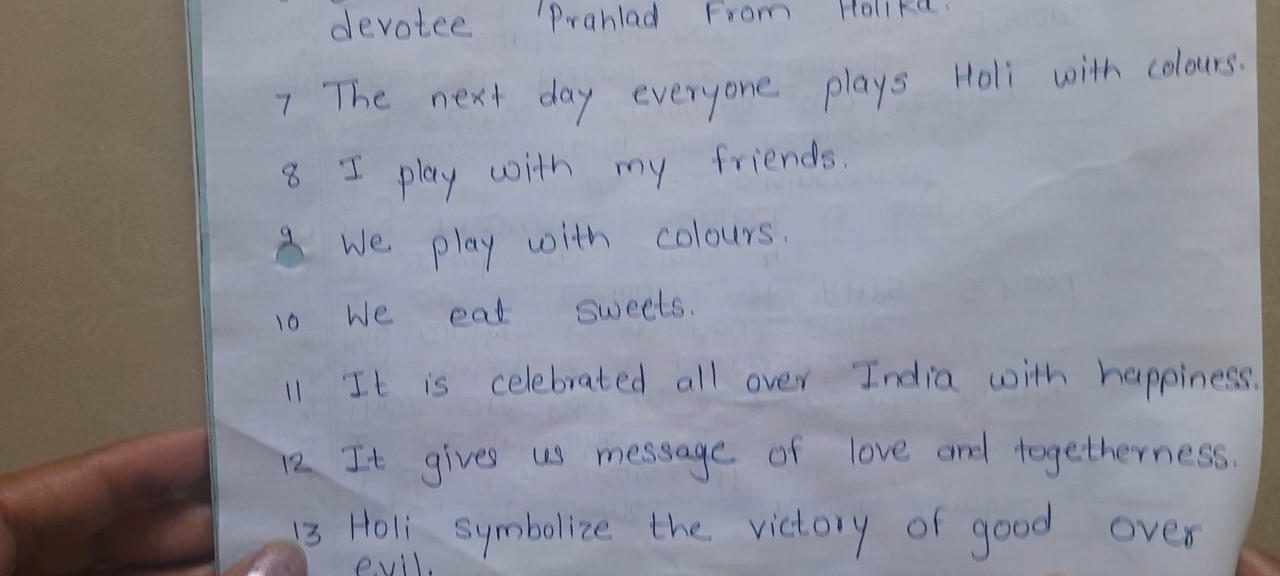 devotee 'Prahlad From Holika.
7 The next day everyone plays Holi with colours.
8 I play with my friends.
9 We play with colours.
10 We eat sweets.
11 It is celebrated all over India with happiness.
12 It gives us message of love and togetherness.
13 Holi symbolize the victory of good over
evil.